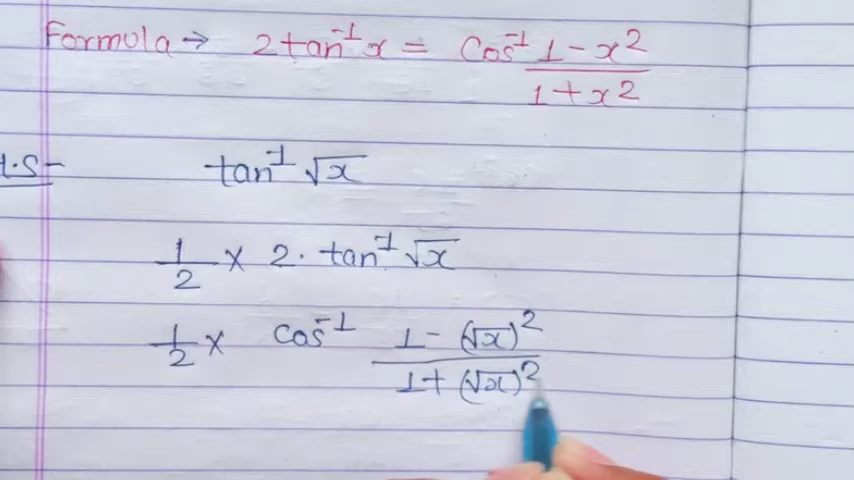 Formula → 2tan⁻¹x = Cos⁻¹ (1-x²)/(1+x²)
H.S-
tan⁻¹ √x
1/2 × 2. tan⁻¹ √x
1/2 × Cos⁻¹ (1-(√x)²)/(1+(√x)²)